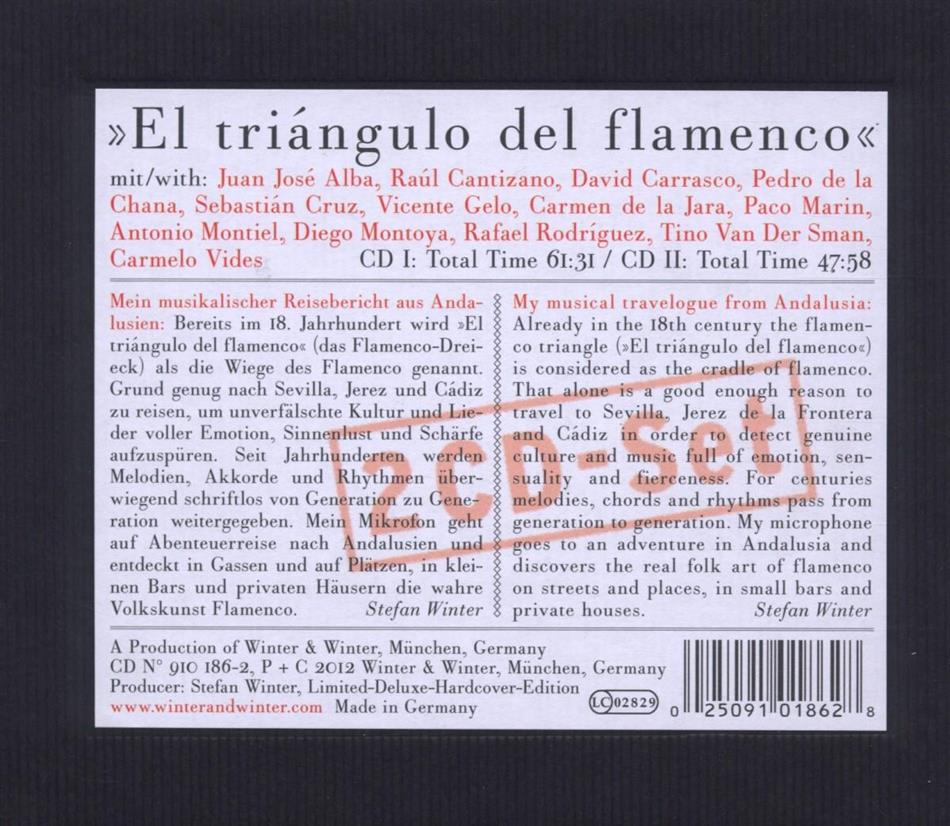 »El triángulo del flamenco«
mit/with: Juan José Alba, Raúl Cantizano, David Carrasco, Pedro de la
Chana, Sebastián Cruz, Vicente Gelo, Carmen de la Jara, Paco Marin,
Antonio Montiel, Diego Montoya, Rafael Rodríguez, Tino Van Der Sman,
Carmelo Vides CD I: Total Time 61:31 / CD II: Total Time 47:58
Mein musikalischer Reisebericht aus Anda-
lusien: Bereits im 18. Jahrhundert wird »El
triángulo del flamenco« (das Flamenco-Drei-
eck) als die Wiege des Flamenco genannt.
Grund genug nach Sevilla, Jerez und Cádiz
zu reisen, um unverfälschte Kultur und Lie-
der voller Emotion, Sinnenlust und Schärfe
aufzuspüren. Seit Jahrhunderten werden
Melodien, Akkorde und Rhythmen über-
wiegend schriftlos von Generation zu Gene-
ration weitergegeben. Mein Mikrofon geht
auf Abenteuerreise nach Andalusien und
entdeckt in Gassen und auf Plätzen, in klei-
nen Bars und privaten Häusern die wahre
Volkskunst Flamenco. Stefan Winter
My musical travelogue from Andalusia:
Already in the 18th century the flamen-
co triangle (»El triángulo del flamenco«)
is considered as the cradle of flamenco.
That alone is a good enough reason to
travel to Sevilla, Jerez de la Frontera
and Cádiz in order to detect genuine
culture and music full of emotion, sen-
suality and fierceness. For centuries
melodies, chords and rhythms pass from
generation to generation. My microphone
goes to an adventure in Andalusia and
discovers the real folk art of flamenco
on streets and places, in small bars and
private houses. Stefan Winter
2CD-Set
A Production of Winter & Winter, München, Germany
CD N° 910 186-2, P + C 2012 Winter & Winter, München, Germany
Producer: Stefan Winter, Limited-Deluxe-Hardcover-Edition
www.winterandwinter.com Made in Germany
LC 02829
0 25091 01862 8